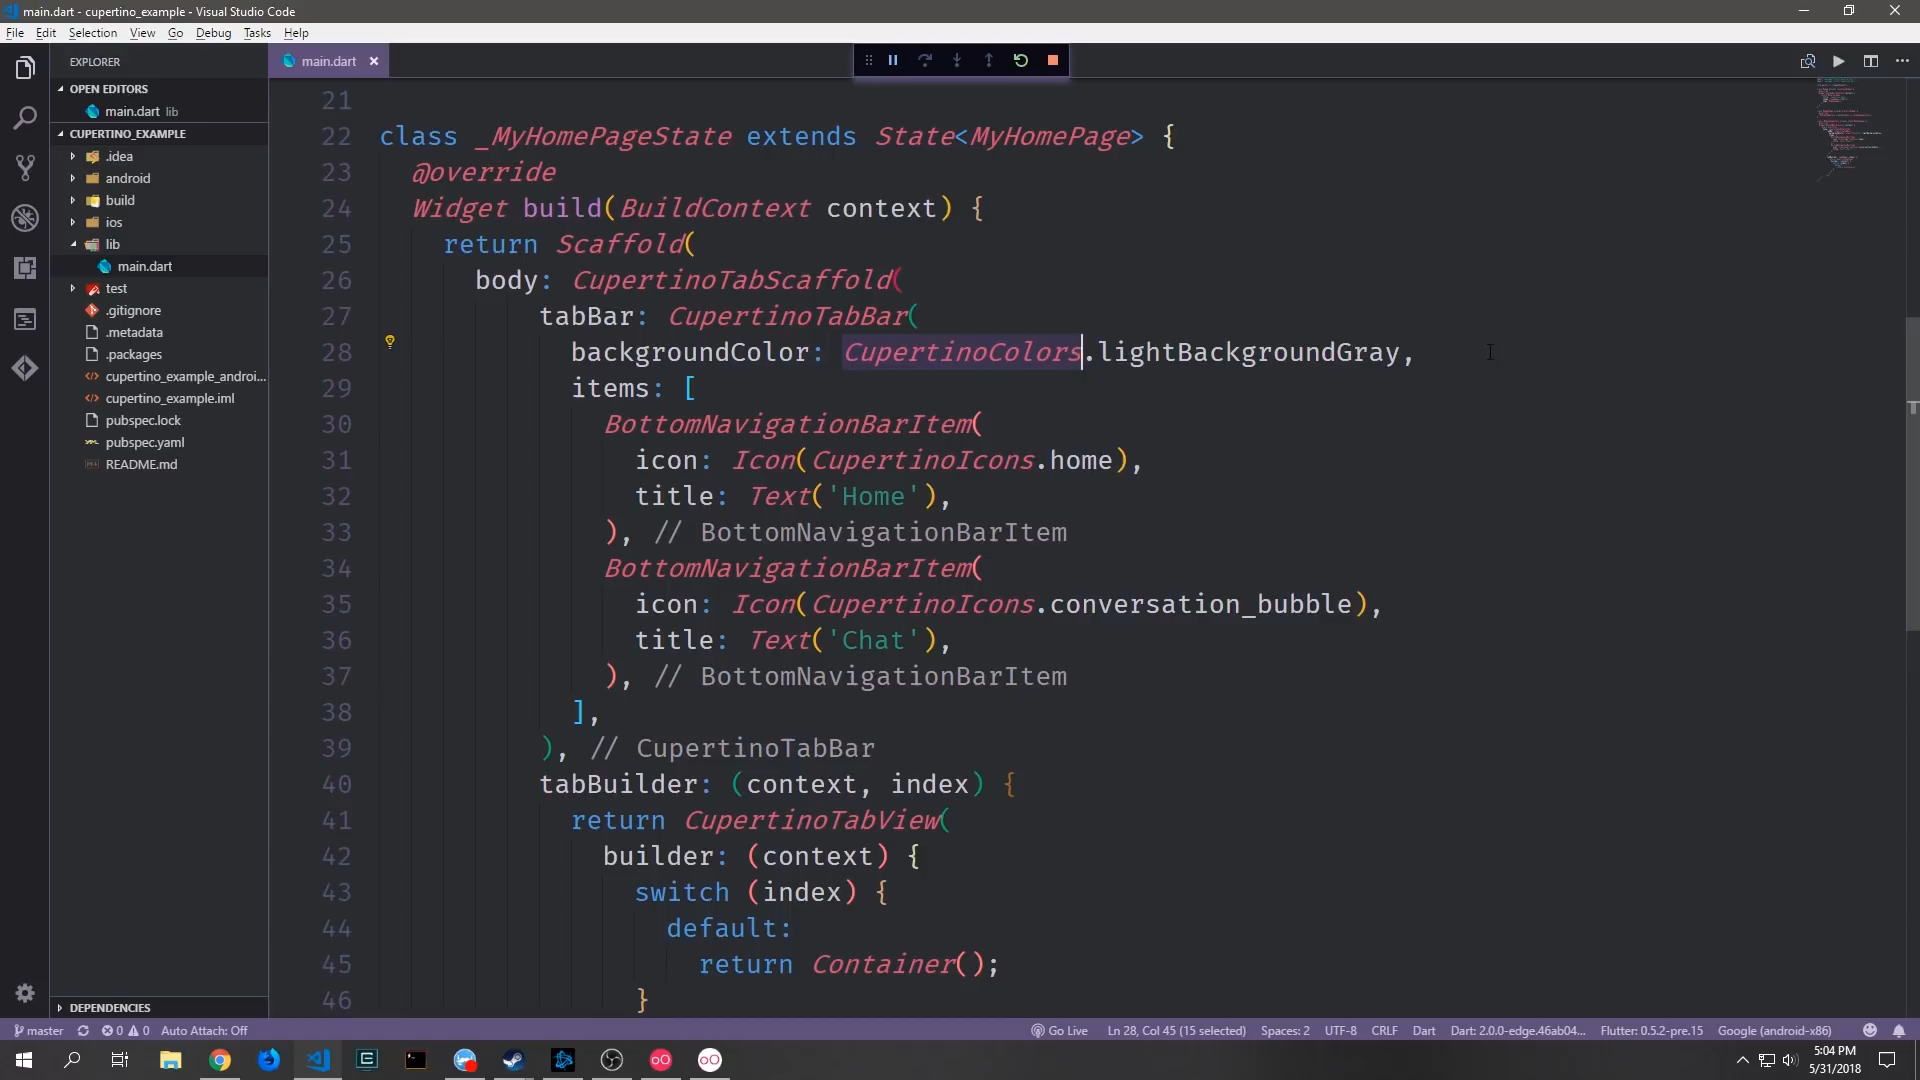 main.dart - cupertino_example - Visual Studio Code
File Edit Selection View Go Debug Tasks Help
EXPLORER
main.dart
OPEN EDITORS
main.dart lib
CUPERTINO_EXAMPLE
.idea
android
build
ios
lib
main.dart
test
.gitignore
.metadata
.packages
cupertino_example_androi...
cupertino_example.iml
pubspec.lock
pubspec.yaml
README.md
DEPENDENCIES
21
22 class _MyHomePageState extends State<MyHomePage> {
23 @override
24 Widget build(BuildContext context) {
25 return Scaffold(
26 body: CupertinoTabScaffold(
27 tabBar: CupertinoTabBar(
28 backgroundColor: CupertinoColors.lightBackgroundGray,
29 items: [
30 BottomNavigationBarItem(
31 icon: Icon(CupertinoIcons.home),
32 title: Text('Home'),
33 ), // BottomNavigationBarItem
34 BottomNavigationBarItem(
35 icon: Icon(CupertinoIcons.conversation_bubble),
36 title: Text('Chat'),
37 ), // BottomNavigationBarItem
38 ],
39 ), // CupertinoTabBar
40 tabBuilder: (context, index) {
41 return CupertinoTabView(
42 builder: (context) {
43 switch (index) {
44 default:
45 return Container();
46 }
master 0 0 Auto Attach: Off Go Live Ln 28, Col 45 (15 selected) Spaces: 2 UTF-8 CRLF Dart Dart: 2.0.0-edge.46ab04... Flutter: 0.5.2-pre.15 Google (android-x86)
5:04 PM
5/31/2018